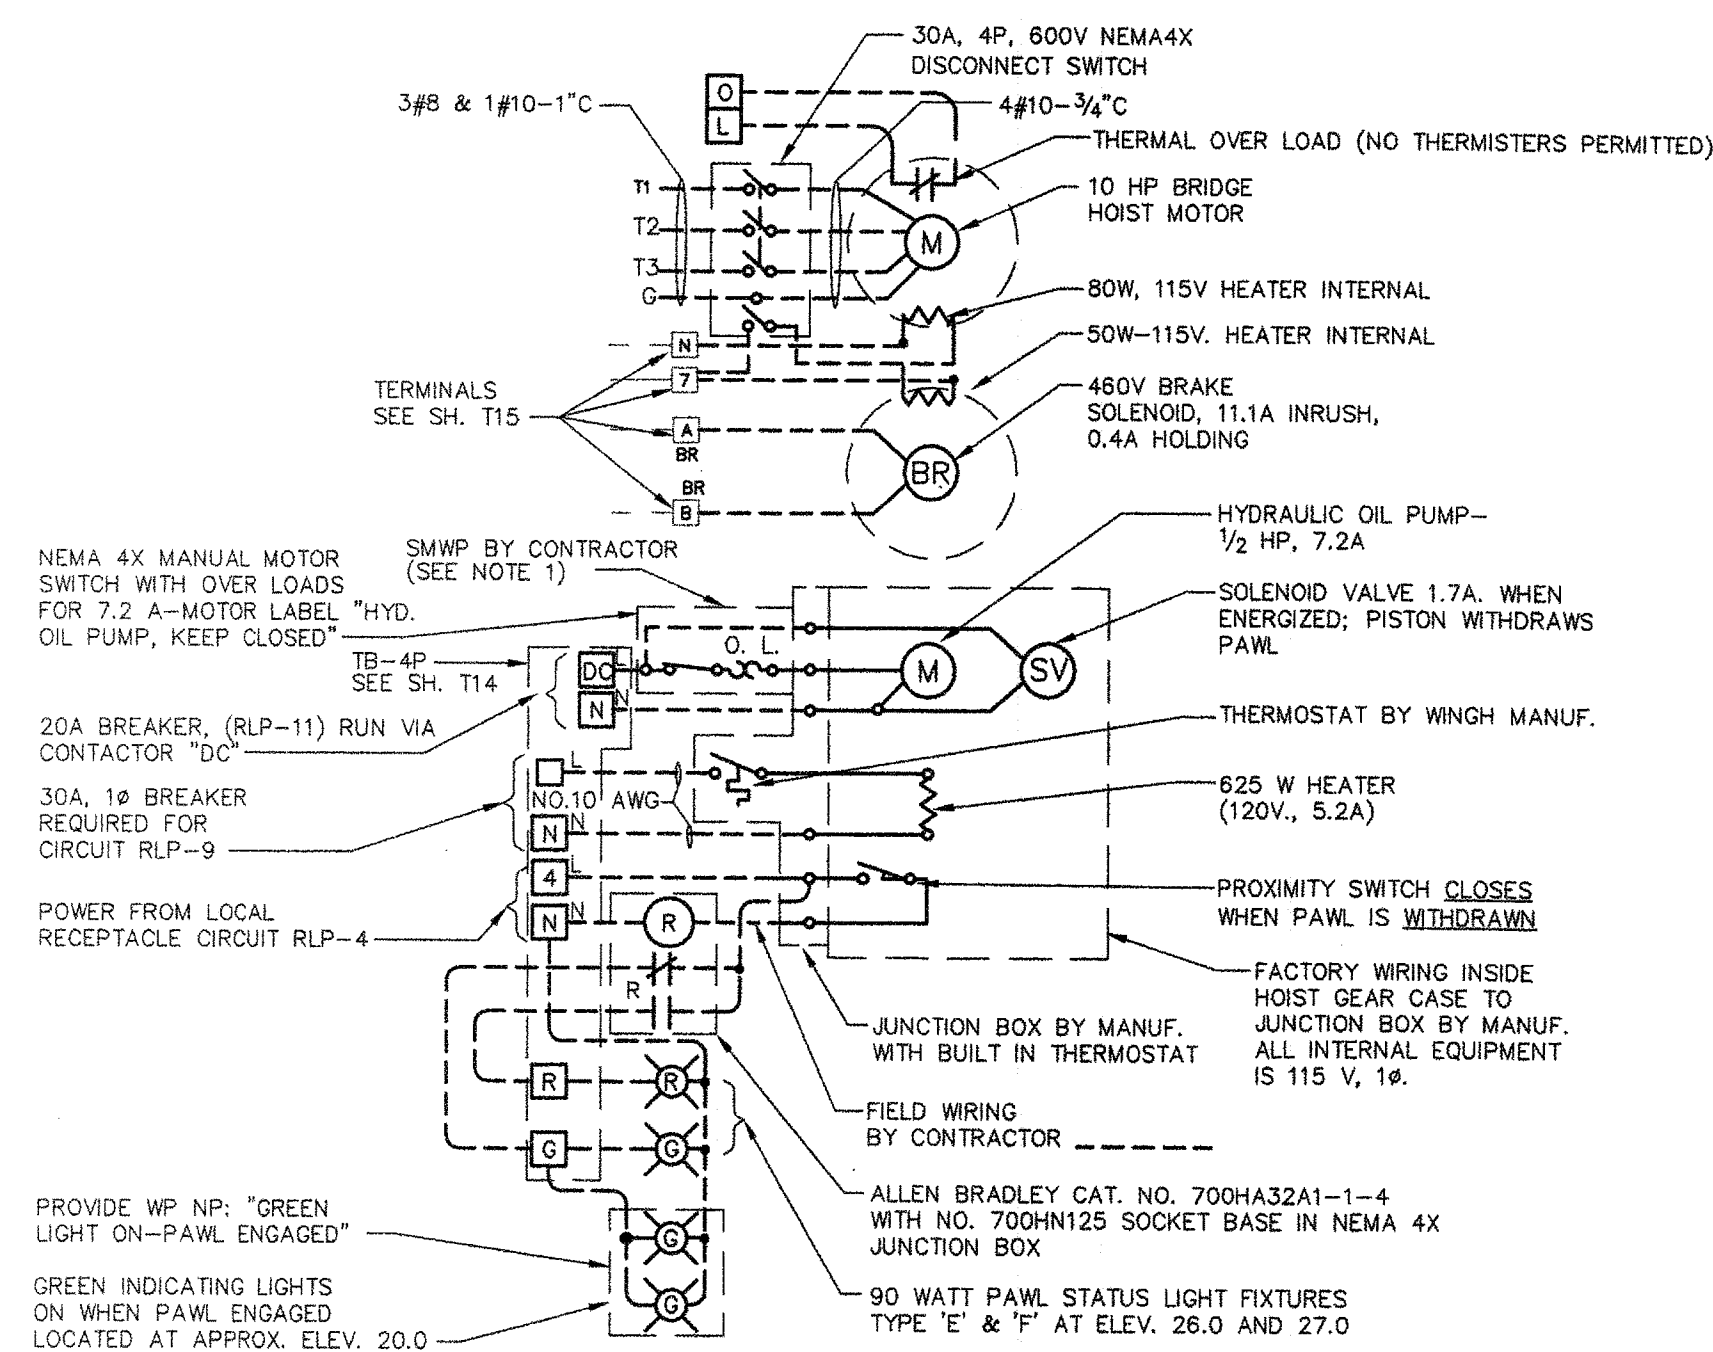 30A, 4P, 600V NEMA4X
DISCONNECT SWITCH
3#8 & 1#10-1"C
O
L
4#10-3/4"C
THERMAL OVER LOAD (NO THERMISTERS PERMITTED)
T1
10 HP BRIDGE
HOIST MOTOR
T2
M
T3
G
80W, 115V HEATER INTERNAL
N
50W-115V. HEATER INTERNAL
7
TERMINALS
SEE SH. T15
460V BRAKE
SOLENOID, 11.1A INRUSH,
0.4A HOLDING
A
BR
BR
BR
B
HYDRAULIC OIL PUMP-
1/2 HP, 7.2A
SMWP BY CONTRACTOR
(SEE NOTE 1)
NEMA 4X MANUAL MOTOR
SWITCH WITH OVER LOADS
FOR 7.2 A-MOTOR LABEL "HYD.
OIL PUMP, KEEP CLOSED"
SOLENOID VALVE 1.7A. WHEN
ENERGIZED; PISTON WITHDRAWS
PAWL
O. L.
TB-4P
SEE SH. T14
DC
L
M
SV
N
N
20A BREAKER, (RLP-11) RUN VIA
CONTACTOR "DC"
THERMOSTAT BY WINGH MANUF.
L
NO.10 AWG
625 W HEATER
(120V., 5.2A)
30A, 1ø BREAKER
REQUIRED FOR
CIRCUIT RLP-9
N
N
4
L
PROXIMITY SWITCH CLOSES
WHEN PAWL IS WITHDRAWN
POWER FROM LOCAL
RECEPTACLE CIRCUIT RLP-4
N
N
R
R
FACTORY WIRING INSIDE
HOIST GEAR CASE TO
JUNCTION BOX BY MANUF.
ALL INTERNAL EQUIPMENT
IS 115 V, 1ø.
JUNCTION BOX BY MANUF.
WITH BUILT IN THERMOSTAT
R
R
FIELD WIRING
BY CONTRACTOR
G
G
ALLEN BRADLEY CAT. NO. 700HA32A1-1-4
WITH NO. 700HN125 SOCKET BASE IN NEMA 4X
JUNCTION BOX
PROVIDE WP NP: "GREEN
LIGHT ON-PAWL ENGAGED"
G
GREEN INDICATING LIGHTS
ON WHEN PAWL ENGAGED
LOCATED AT APPROX. ELEV. 20.0
G
90 WATT PAWL STATUS LIGHT FIXTURES
TYPE 'E' & 'F' AT ELEV. 26.0 AND 27.0